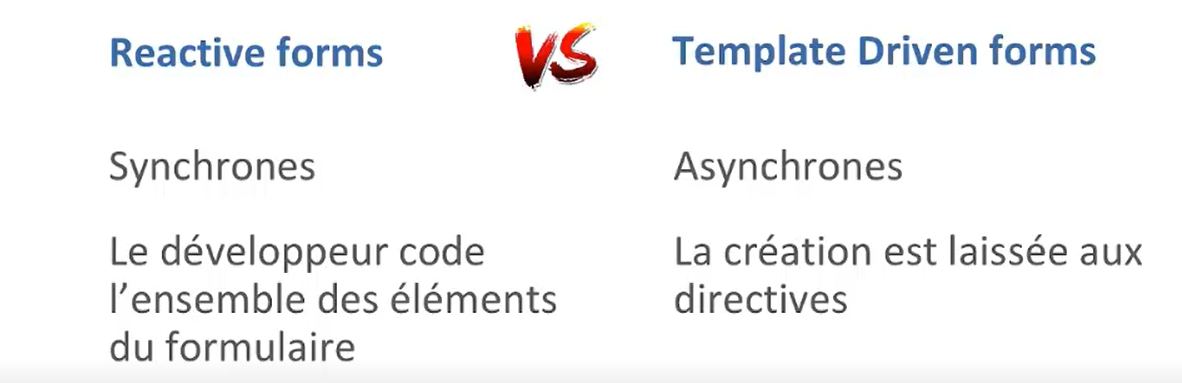 Reactive forms
VS
Template Driven forms
Synchrones
Asynchrones
Le développeur code
l’ensemble des éléments
du formulaire
La création est laissée aux
directives